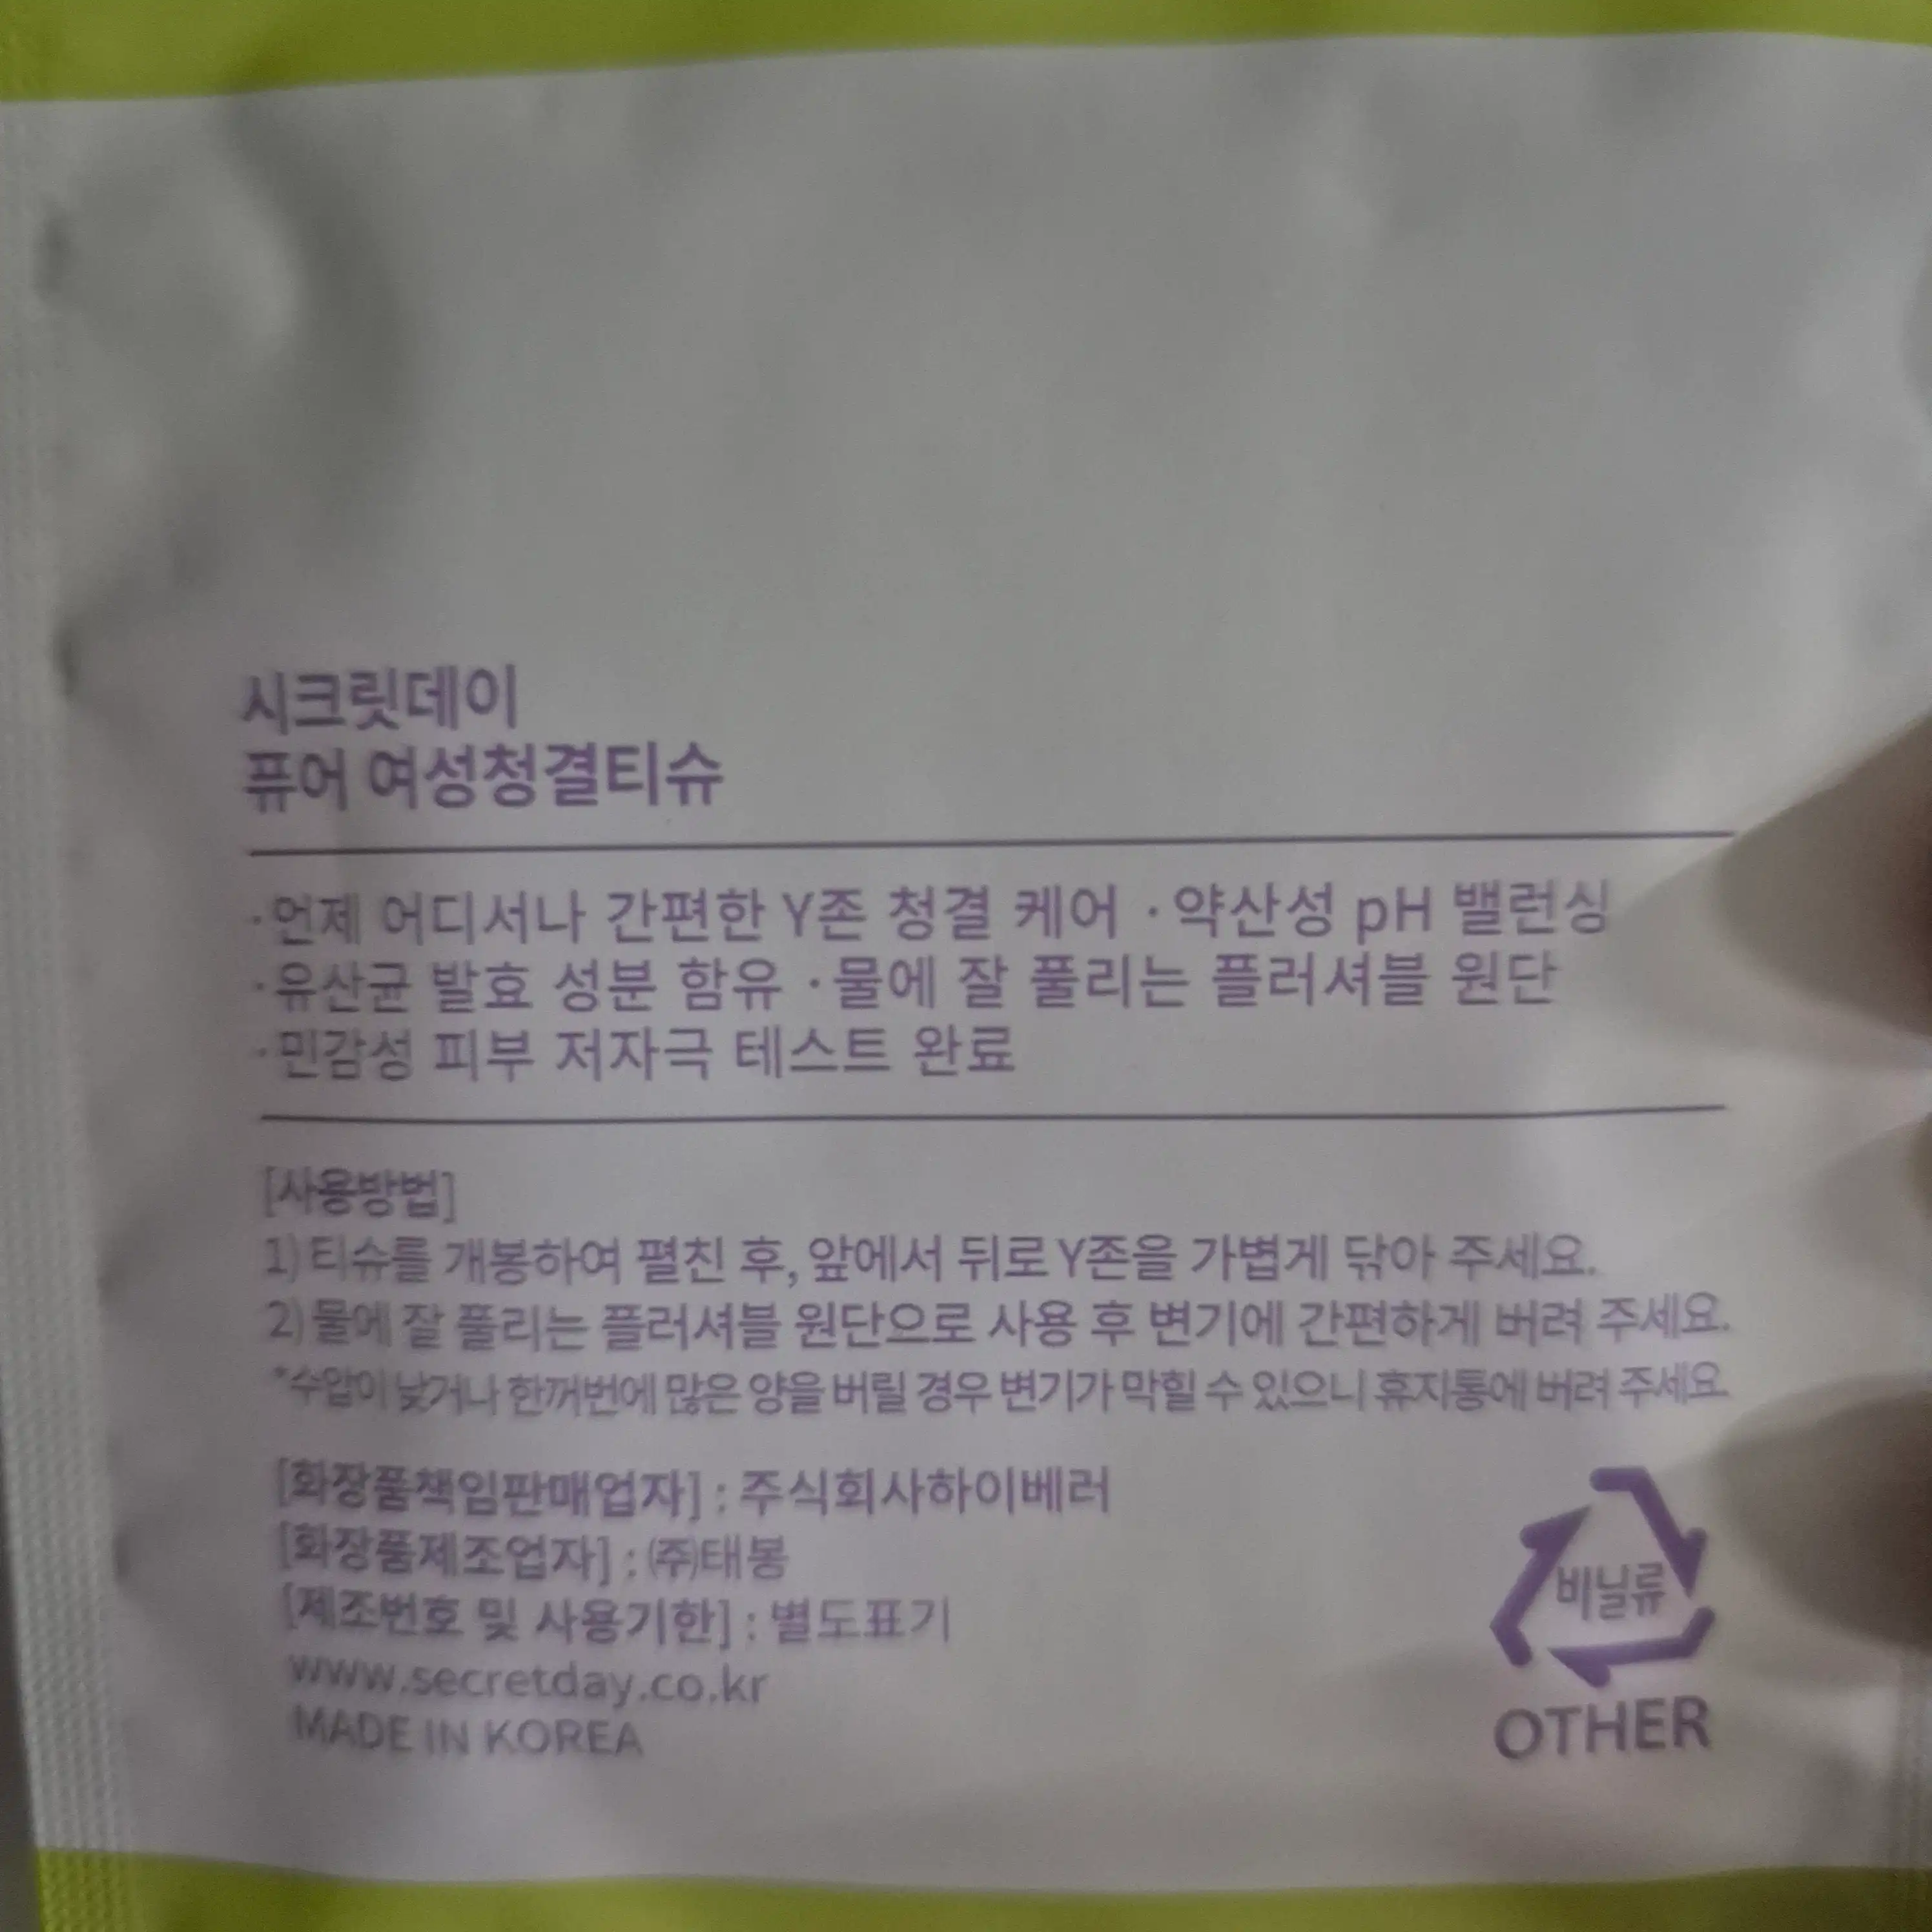 시크릿데이
퓨어 여성청결티슈
·언제 어디서나 간편한 Y존 청결 케어 ·약산성 pH 밸런싱
·유산균 발효 성분 함유 ·물에 잘 풀리는 플러셔블 원단
·민감성 피부 저자극 테스트 완료
[사용방법]
1) 티슈를 개봉하여 펼친 후, 앞에서 뒤로 Y존을 가볍게 닦아 주세요.
2) 물에 잘 풀리는 플러셔블 원단으로 사용 후 변기에 간편하게 버려 주세요.
*수압이 낮거나 한꺼번에 많은 양을 버릴 경우 변기가 막힐 수 있으니 휴지통에 버려 주세요
[화장품책임판매업자] : 주식회사하이베러
[화장품제조업자] : ㈜태봉
[제조번호 및 사용기한] : 별도표기
www.secretday.co.kr
MADE IN KOREA
비닐류
OTHER